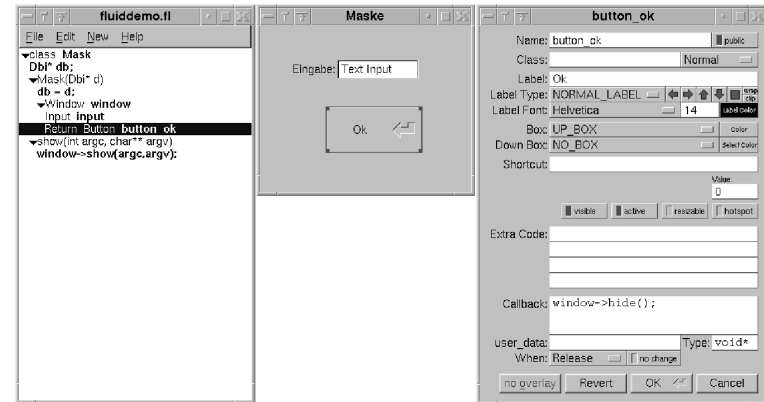 fluiddemo.fl
File Edit New Help
class Mask
Dbi* db;
Mask(Dbi* d)
db = d;
Window window
Input input
Return Button button_ok
show(int argc, char** argv)
window->show(argc,argv);
Maske
Eingabe: Text Input
Ok
button_ok
Name: button_ok public
Class: Normal
Label: Ok
Label Type: NORMAL_LABEL wrap clip
Label Font: Helvetica 14 Label Color
Box: UP_BOX Color
Down Box: NO_BOX Select Color
Shortcut:
Value:
0
visible active resizable hotspot
Extra Code:
Callback: window->hide();
user_data: Type: void*
When: Release no change
no overlay Revert OK Cancel